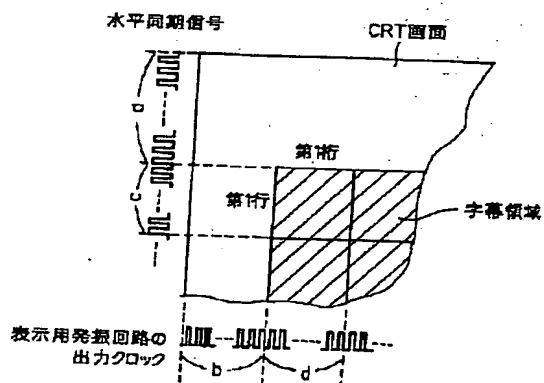 水平同期信号
CRT画面
a
第1桁
c
第1行
字幕領域
表示用発振回路の
出力クロック
b
d